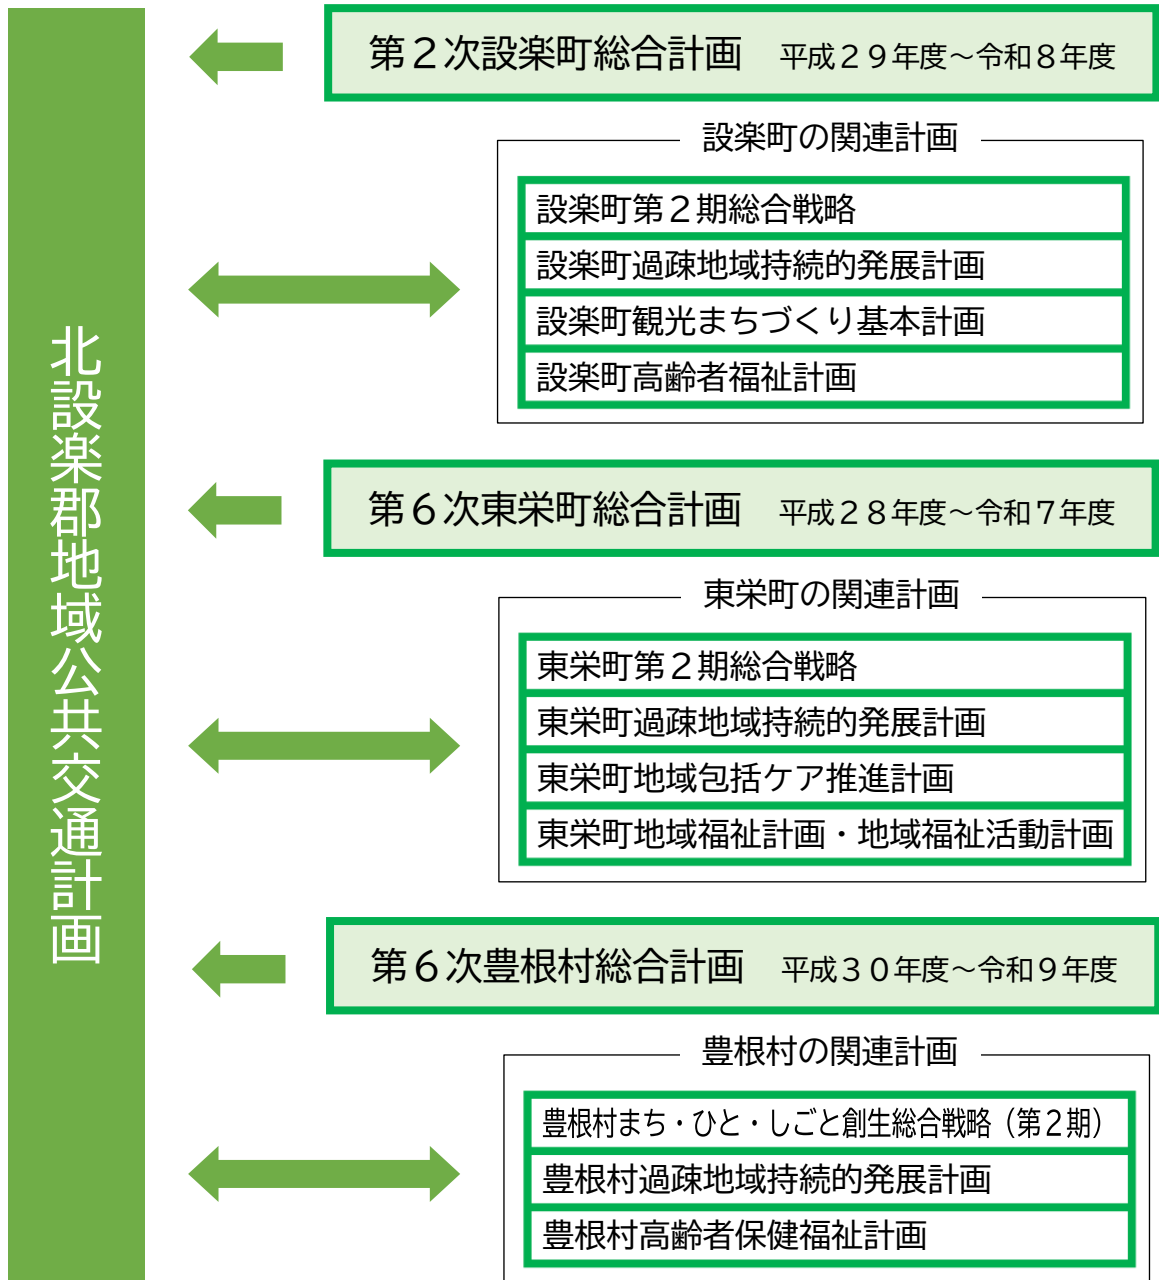 北設楽郡地域公共交通計画
第２次設楽町総合計画　平成２９年度～令和８年度
設楽町の関連計画
設楽町第２期総合戦略
設楽町過疎地域持続的発展計画
設楽町観光まちづくり基本計画
設楽町高齢者福祉計画
第６次東栄町総合計画　平成２８年度～令和７年度
東栄町の関連計画
東栄町第２期総合戦略
東栄町過疎地域持続的発展計画
東栄町地域包括ケア推進計画
東栄町地域福祉計画・地域福祉活動計画
第６次豊根村総合計画　平成３０年度～令和９年度
豊根村の関連計画
豊根村まち・ひと・しごと創生総合戦略（第２期）
豊根村過疎地域持続的発展計画
豊根村高齢者保健福祉計画